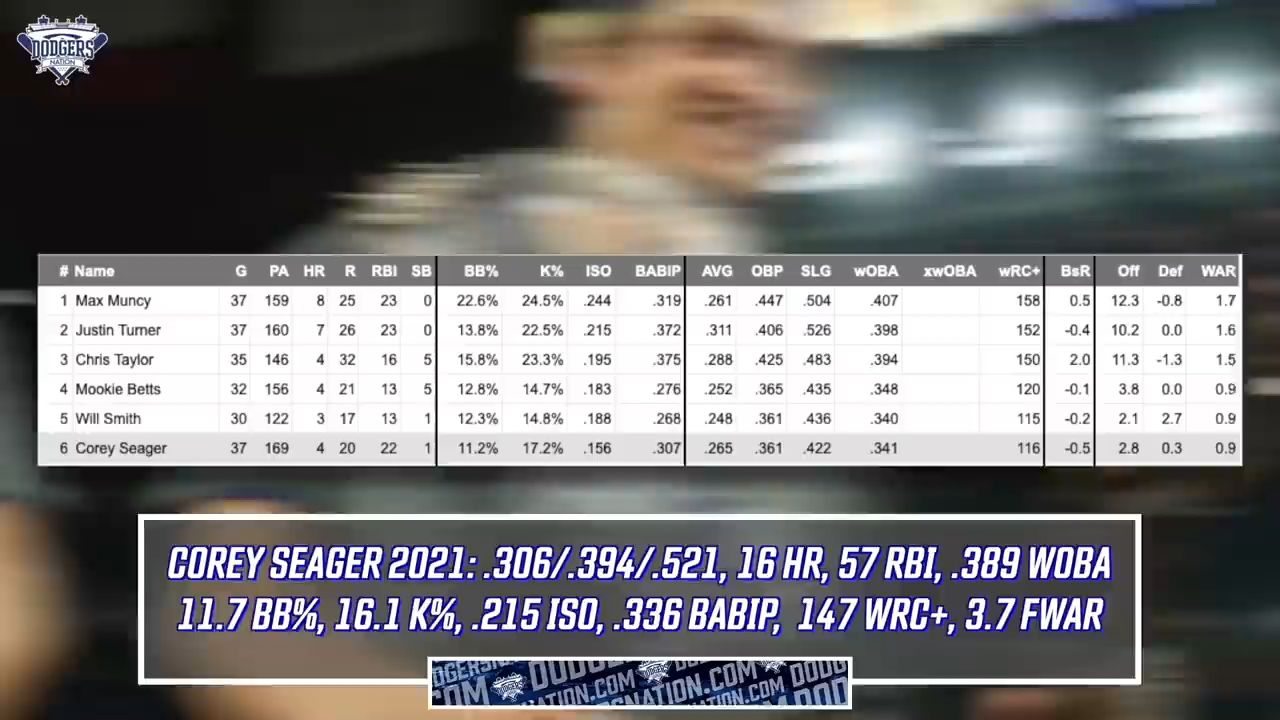 DODGERS
NATION
# Name G PA HR R RBI SB BB% K% ISO BABIP AVG OBP SLG wOBA xwOBA wRC+ BsR Off Def WAR
1 Max Muncy 37 159 8 25 23 0 22.6% 24.5% .244 .319 .261 .447 .504 .407 158 0.5 12.3 -0.8 1.7
2 Justin Turner 37 160 7 26 23 0 13.8% 22.5% .215 .372 .311 .406 .526 .398 152 -0.4 10.2 0.0 1.6
3 Chris Taylor 35 146 4 32 16 5 15.8% 23.3% .195 .375 .288 .425 .483 .394 150 2.0 11.3 -1.3 1.5
4 Mookie Betts 32 156 4 21 13 5 12.8% 14.7% .183 .276 .252 .365 .435 .348 120 -0.1 3.8 0.0 0.9
5 Will Smith 30 122 3 17 13 1 12.3% 14.8% .188 .268 .248 .361 .436 .340 115 -0.2 2.1 2.7 0.9
6 Corey Seager 37 169 4 20 22 1 11.2% 17.2% .156 .307 .265 .361 .422 .341 116 -0.5 2.8 0.3 0.9
COREY SEAGER 2021: .306/.394/.521, 16 HR, 57 RBI, .389 WOBA
11.7 BB%, 16.1 K%, .215 ISO, .336 BABIP, 147 WRC+, 3.7 FWAR
DODGERSNATION.COM